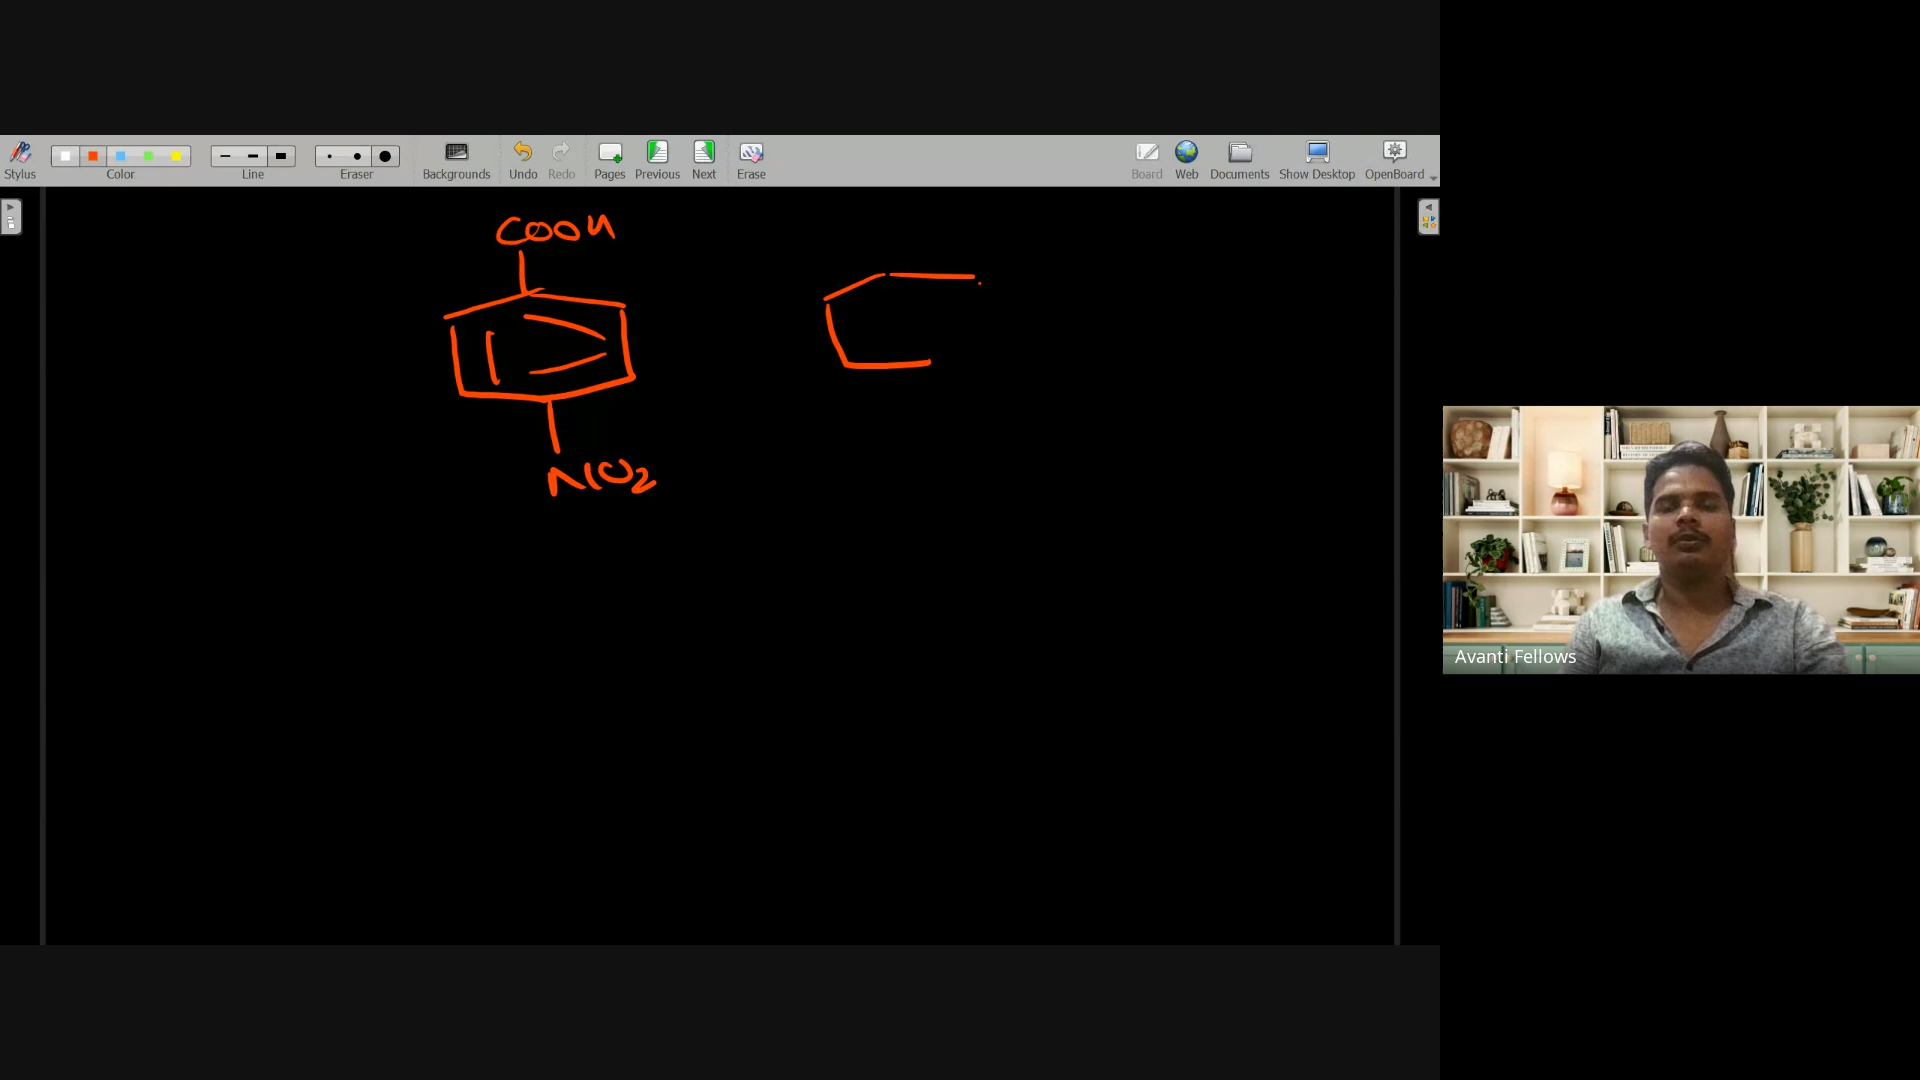 Stylus Color Line Eraser Backgrounds Undo Redo Pages Previous Next Erase Board Web Documents Show Desktop OpenBoard
COOH
NO2
Avanti Fellows